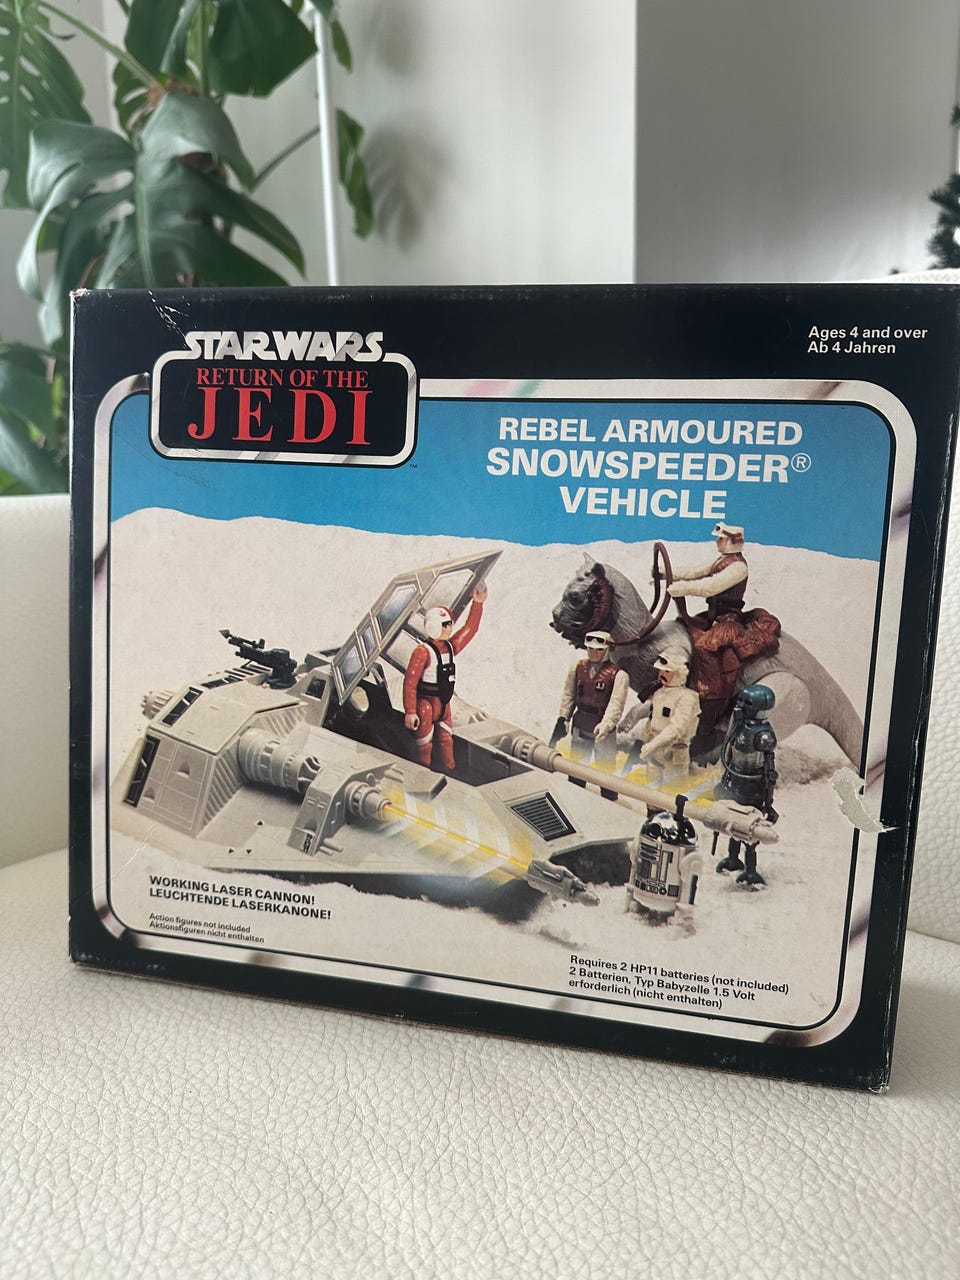 STAR WARS
RETURN OF THE
JEDI
™
Ages 4 and over
Ab 4 Jahren
REBEL ARMOURED
SNOWSPEEDER®
VEHICLE
WORKING LASER CANNON!
LEUCHTENDE LASERKANONE!
Action figures not included
Aktionsfiguren nicht enthalten
Requires 2 HP11 batteries (not included)
2 Batterien, Typ Babyzelle 1.5 Volt
erforderlich (nicht enthalten)